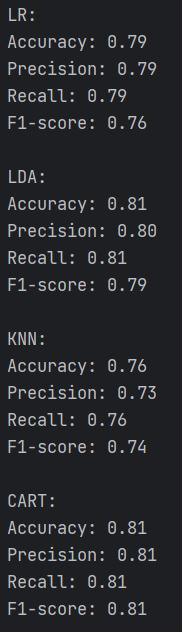 LR:
Accuracy: 0.79
Precision: 0.79
Recall: 0.79
F1-score: 0.76
LDA:
Accuracy: 0.81
Precision: 0.80
Recall: 0.81
F1-score: 0.79
KNN:
Accuracy: 0.76
Precision: 0.73
Recall: 0.76
F1-score: 0.74
CART:
Accuracy: 0.81
Precision: 0.81
Recall: 0.81
F1-score: 0.81